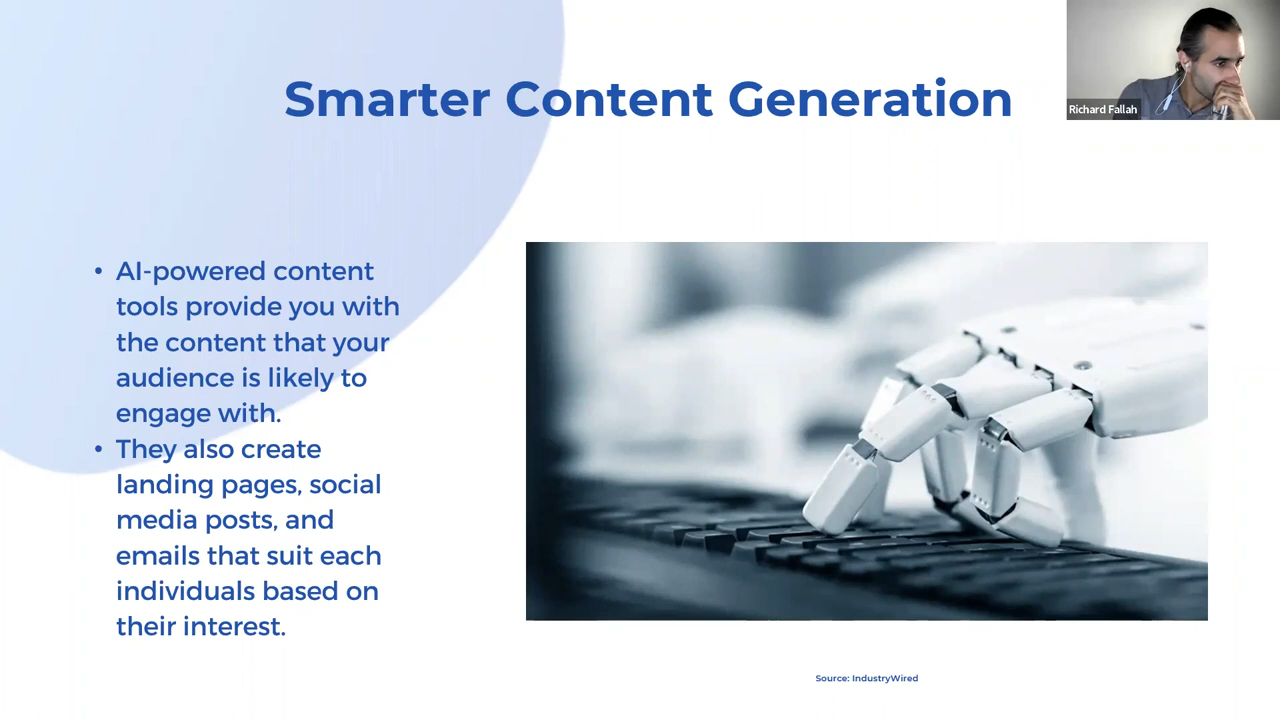 Smarter Content Generation
Richard Fallah
• AI-powered content
tools provide you with
the content that your
audience is likely to
engage with.
• They also create
landing pages, social
media posts, and
emails that suit each
individuals based on
their interest.
Source: IndustryWired